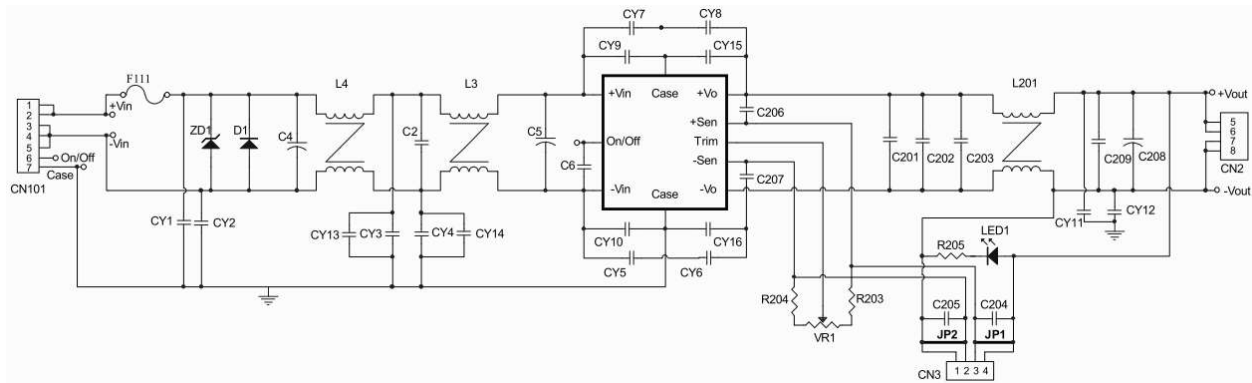 CY7
CY8
CY9
CY15
F111
L4
L3
L201
+Vin
+Vin
Case
+Vo
+Vout
1
2
3
4
5
6
7
CN101
-Vin
On/Off
Case
ZD1
D1
C4
C2
C5
C6
On/Off
+Sen
Trim
-Sen
-Vin
Case
-Vo
C206
C207
C201
C202
C203
C209
C208
5
6
7
8
CN2
-Vout
CY1
CY2
CY13
CY3
CY4
CY14
CY10
CY16
CY5
CY6
CY11
CY12
LED1
R205
R204
R203
VR1
C205
C204
JP2
JP1
CN3
1 2 3 4